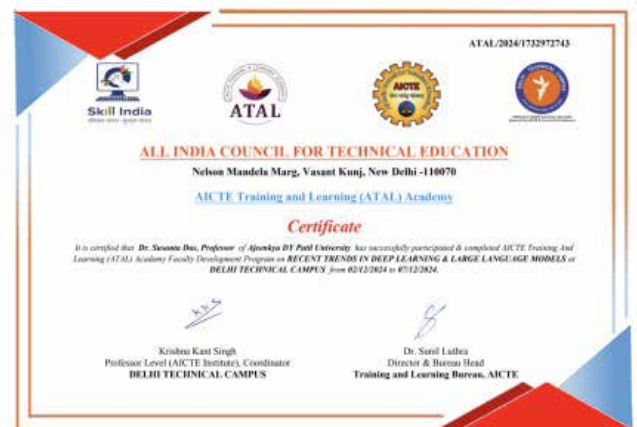 ATAL/2024/1732972743
Skill India
ATAL
AICTE
ALL INDIA COUNCIL FOR TECHNICAL EDUCATION
Nelson Mandela Marg, Vasant Kunj, New Delhi -110070
AICTE Training and Learning (ATAL) Academy
Certificate
It is certified that Dr. Susanta Das, Professor of Ajeenkya DY Patil University has successfully participated & completed AICTE Training And
Learning (ATAL) Academy Faculty Development Program on RECENT TRENDS IN DEEP LEARNING & LARGE LANGUAGE MODELS at
DELHI TECHNICAL CAMPUS from 02/12/2024 to 07/12/2024.
KKS
Krishna Kant Singh
Professor Level (AICTE Institute), Coordinator
DELHI TECHNICAL CAMPUS
Dr. Sunil Luthra
Director & Bureau Head
Training and Learning Bureau, AICTE